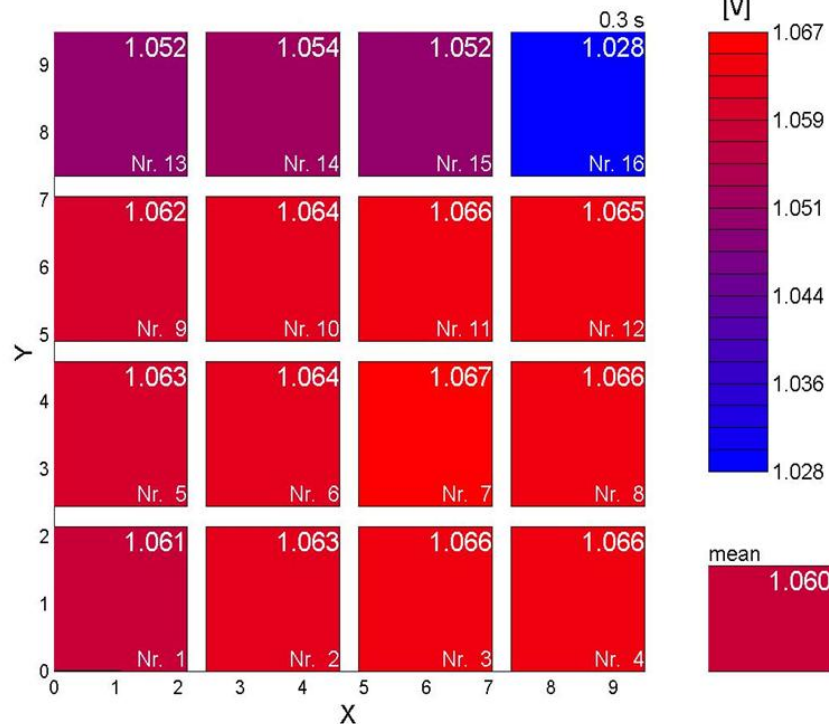 0.3 s
[V]
9
1.052
1.054
1.052
1.028
1.067
8
Nr. 13
Nr. 14
Nr. 15
Nr. 16
1.059
7
1.062
1.064
1.066
1.065
1.051
6
5
Nr. 9
Nr. 10
Nr. 11
Nr. 12
1.044
Y
4
1.063
1.064
1.067
1.066
1.036
3
Nr. 5
Nr. 6
Nr. 7
Nr. 8
1.028
2
1.061
1.063
1.066
1.066
mean
1.060
1
Nr. 1
Nr. 2
Nr. 3
Nr. 4
0
0 1 2 3 4 5 6 7 8 9
X